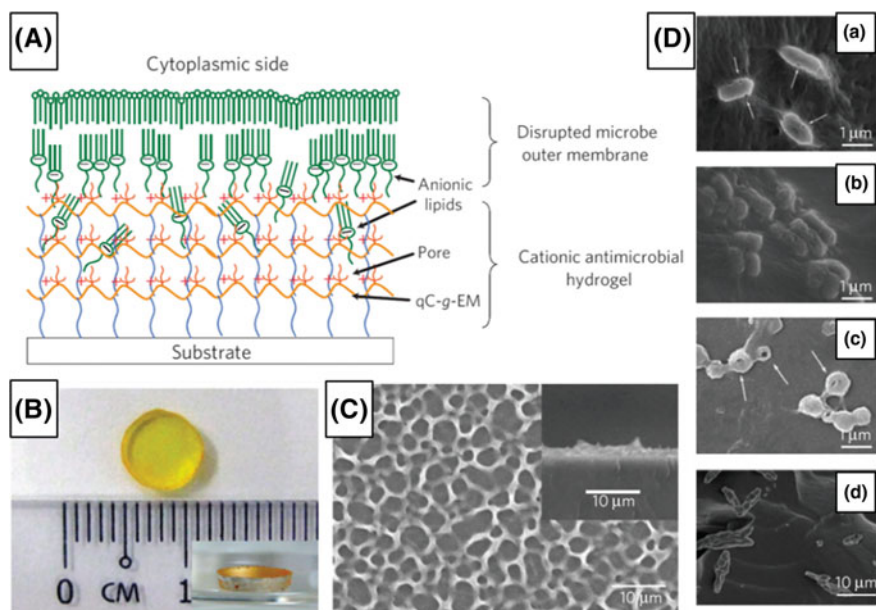 (A)
Cytoplasmic side
Disrupted microbe
outer membrane
Anionic
lipids
Pore
Cationic antimicrobial
hydrogel
qC-g-EM
Substrate
(B)
0 CM 1
(C)
10 μm
10 μm
(D)
(a)
1 μm
(b)
1 μm
(c)
1 μm
(d)
10 μm